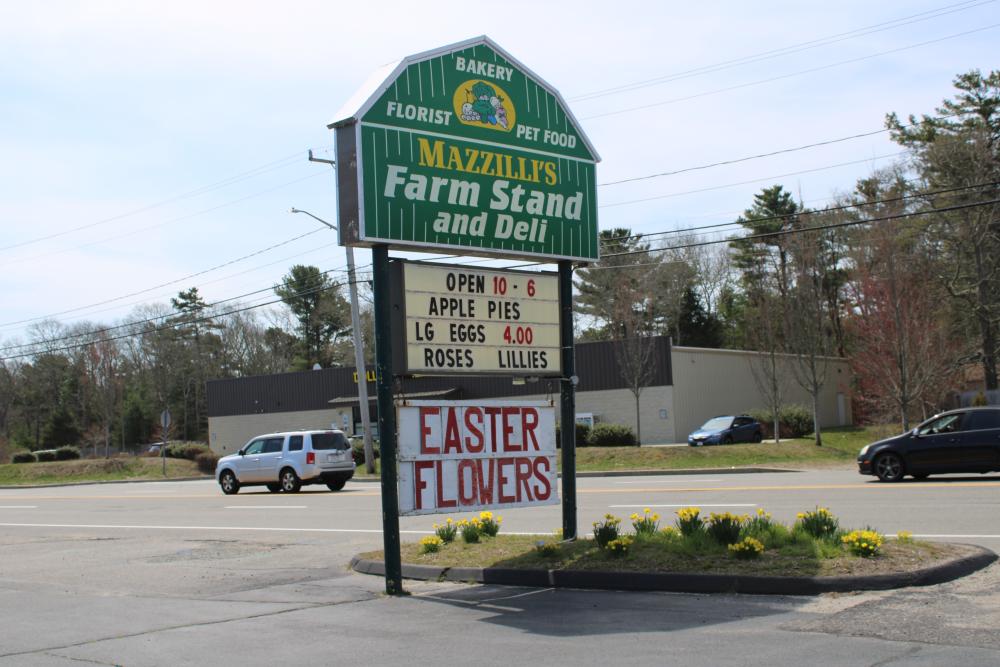 BAKERY
FLORIST
PET FOOD
MAZZILLI'S
Farm Stand
and Deli
OPEN 10 - 6
APPLE PIES
LG EGGS 4.00
ROSES LILLIES
EASTER
FLOWERS